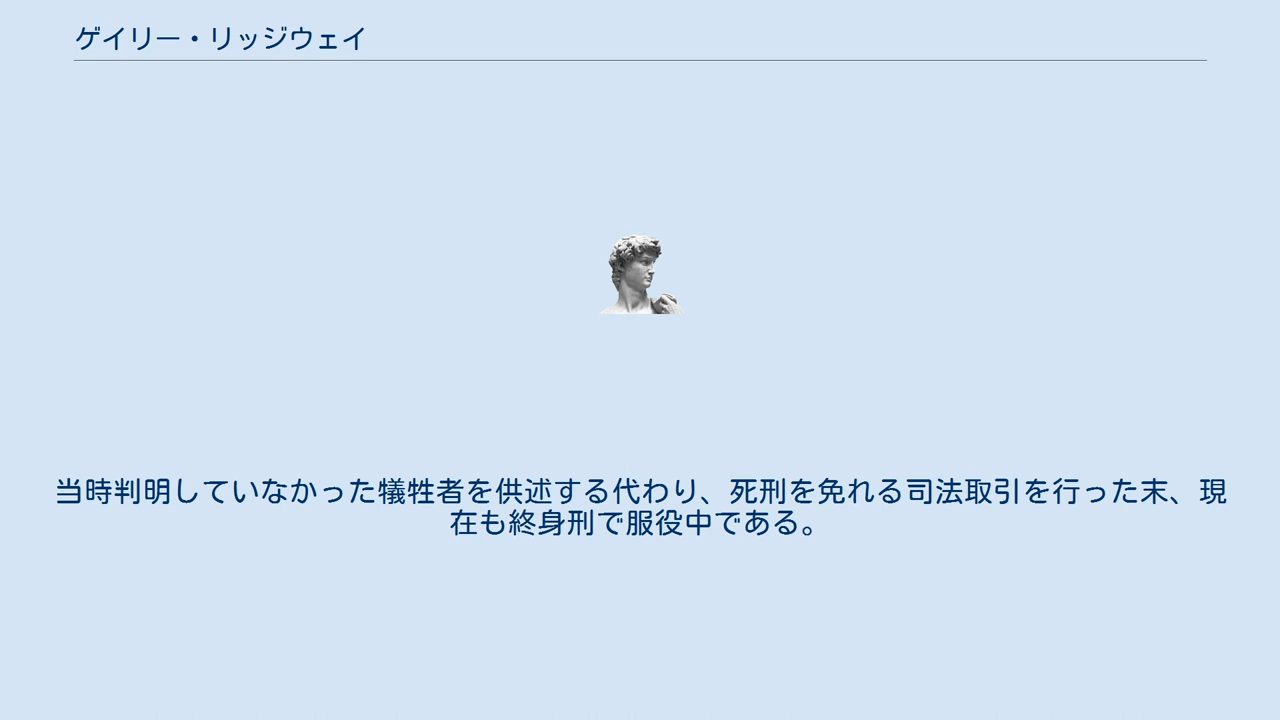 ゲイリー・リッジウェイ
当時判明していなかった犠牲者を供述する代わり、死刑を免れる司法取引を行った末、現
在も終身刑で服役中である。